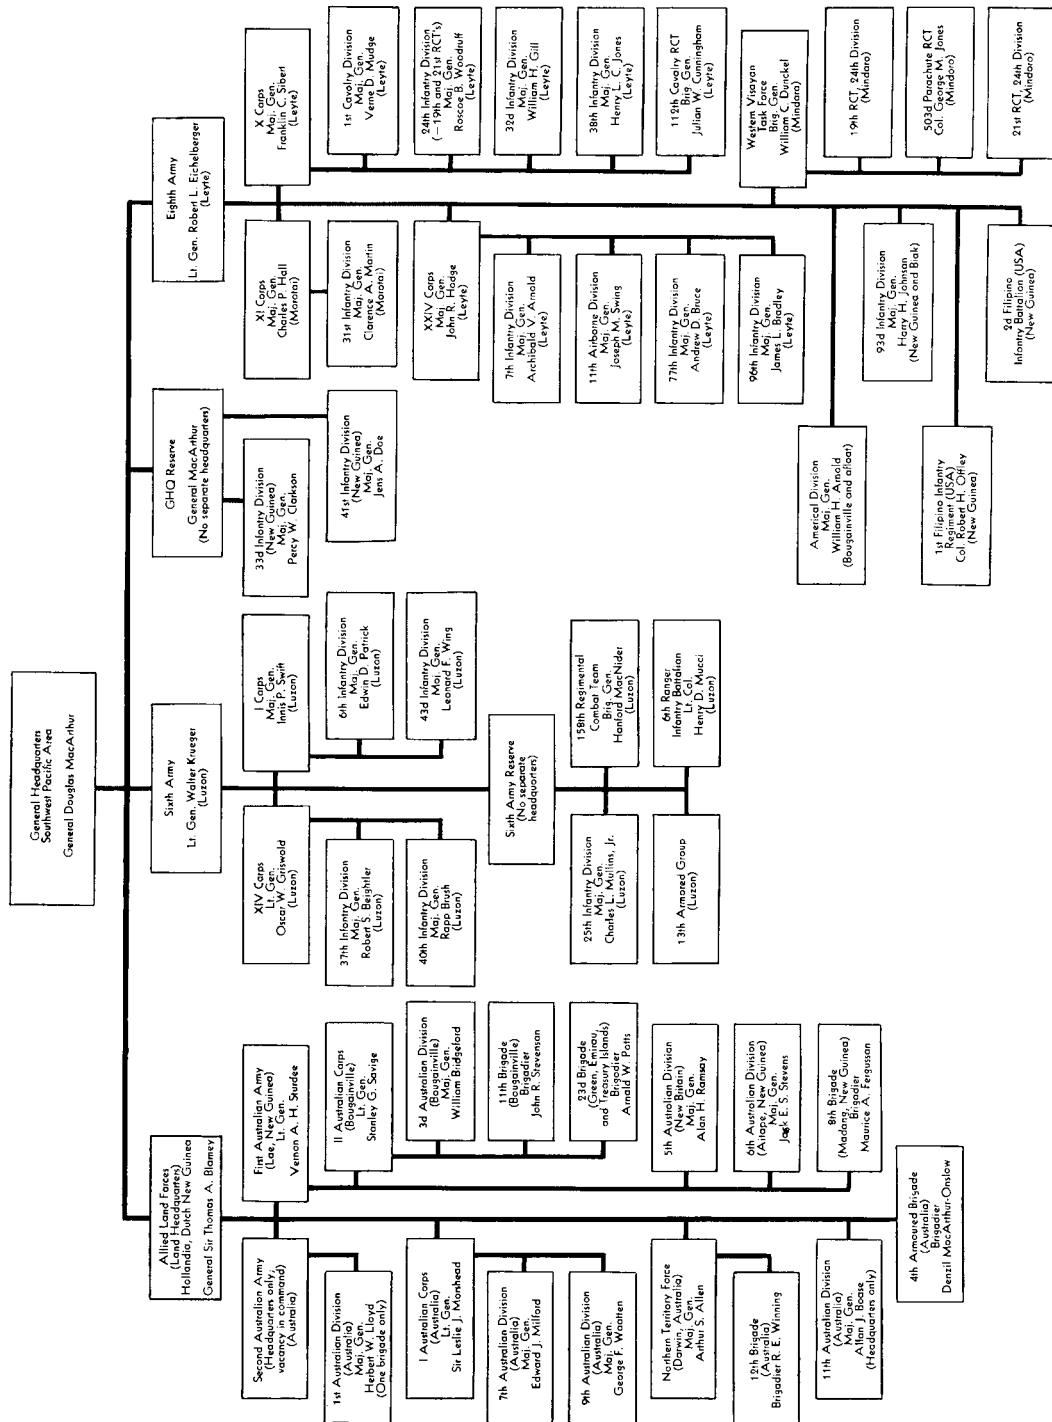 General Headquarters
Southwest Pacific Area
General Douglas MacArthur
Allied Land Forces
(Land Headquarters)
Hollandia, Dutch New Guinea
General Sir Thomas A. Blamey
Second Australian Army
(Headquarters only;
vacancy in command)
(Australia)
1st Australian Division
(Australia)
Maj. Gen.
Herbert W. Lloyd
(One brigade only)
First Australian Army
(Lae, New Guinea)
Lt. Gen.
Vernon A. H. Sturdee
II Australian Corps
(Bougainville)
Lt. Gen.
Stanley G. Savige
3d Australian Division
(Bougainville)
Maj. Gen.
William Bridgeford
11th Brigade
(Bougainville)
Brigadier
John R. Stevenson
23d Brigade
(Green, Emirau,
and Treasury Islands)
Brigadier
Arnold W. Potts
5th Australian Division
(New Britain)
Maj. Gen.
Alan H. Ramsay
6th Australian Division
(Aitape, New Guinea)
Maj. Gen.
Jack E. S. Stevens
8th Brigade
(Madang, New Guinea)
Brigadier
Maurice A. Fergusson
I Australian Corps
(Australia)
Lt. Gen.
Sir Leslie J. Morshead
7th Australian Division
(Australia)
Maj. Gen.
Edward J. Milford
9th Australian Division
(Australia)
Maj. Gen.
George F. Wootten
Northern Territory Force
(Darwin, Australia)
Maj. Gen.
Arthur S. Allen
12th Brigade
(Australia)
Brigadier R. E. Winning
11th Australian Division
(Australia)
Maj. Gen.
Allan J. Boase
(Headquarters only)
4th Armoured Brigade
(Australia)
Brigadier
Denzil MacArthur-Onslow
Sixth Army
Lt. Gen. Walter Krueger
(Luzon)
XIV Corps
Lt. Gen.
Oscar W. Griswold
(Luzon)
37th Infantry Division
Maj. Gen.
Robert S. Beightler
(Luzon)
40th Infantry Division
Maj. Gen.
Rapp Brush
(Luzon)
I Corps
Maj. Gen.
Innis P. Swift
(Luzon)
6th Infantry Division
Maj. Gen.
Edwin D. Patrick
(Luzon)
43d Infantry Division
Maj. Gen.
Leonard F. Wing
(Luzon)
Sixth Army Reserve
(No separate
headquarters)
25th Infantry Division
Maj. Gen.
Charles L. Mullins, Jr.
(Luzon)
158th Regimental
Combat Team
Brig. Gen.
Hanford MacNider
(Luzon)
13th Armored Group
(Luzon)
6th Ranger
Infantry Battalion
Lt. Col.
Henry D. Mucci
(Luzon)
GHQ Reserve
General MacArthur
(No separate headquarters)
33d Infantry Division
(New Guinea)
Maj. Gen.
Percy W. Clarkson
41st Infantry Division
(New Guinea)
Maj. Gen.
Jens A. Doe
Eighth Army
Lt. Gen. Robert L. Eichelberger
(Leyte)
XI Corps
Maj. Gen.
Charles P. Hall
(Morotai)
31st Infantry Division
Maj. Gen.
Clarence A. Martin
(Morotai)
X Corps
Maj. Gen.
Franklin C. Sibert
(Leyte)
1st Cavalry Division
Maj. Gen.
Verne D. Mudge
(Leyte)
24th Infantry Division
(—19th and 21st RCT's)
Maj. Gen.
Roscoe B. Woodruff
(Leyte)
32d Infantry Division
Maj. Gen.
William H. Gill
(Leyte)
38th Infantry Division
Maj. Gen.
Henry L. C. Jones
(Leyte)
112th Cavalry RCT
Brig. Gen.
Julian W. Cunningham
(Leyte)
XXIV Corps
Maj. Gen.
John R. Hodge
(Leyte)
7th Infantry Division
Maj. Gen.
Archibald V. Arnold
(Leyte)
11th Airborne Division
Maj. Gen.
Joseph M. Swing
(Leyte)
77th Infantry Division
Maj. Gen.
Andrew D. Bruce
(Leyte)
96th Infantry Division
Maj. Gen.
James L. Bradley
(Leyte)
Western Visayan
Task Force
Brig. Gen.
William C. Dunckel
(Mindoro)
19th RCT, 24th Division
(Mindoro)
503d Parachute RCT
Col. George M. Jones
(Mindoro)
21st RCT, 24th Division
(Mindoro)
Americal Division
Maj. Gen.
William H. Arnold
(Bougainville and afloat)
93d Infantry Division
Maj. Gen.
Harry H. Johnson
(New Guinea and Biak)
1st Filipino Infantry
Regiment (USA)
Col. Robert H. Offley
(New Guinea)
2d Filipino
Infantry Battalion (USA)
(New Guinea)